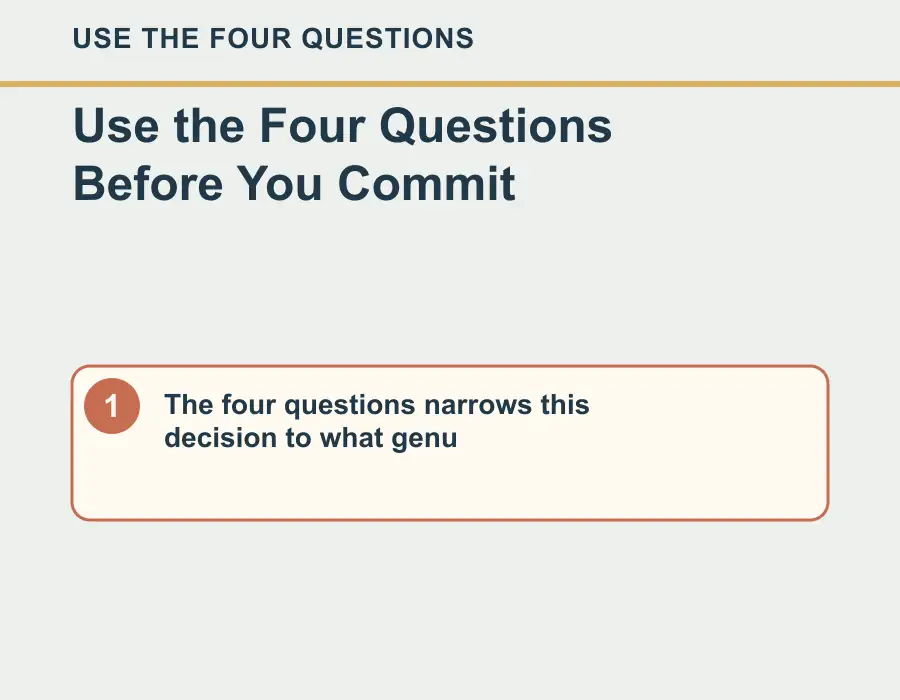 USE THE FOUR QUESTIONS
Use the Four Questions
Before You Commit
1
The four questions narrows this
decision to what genu